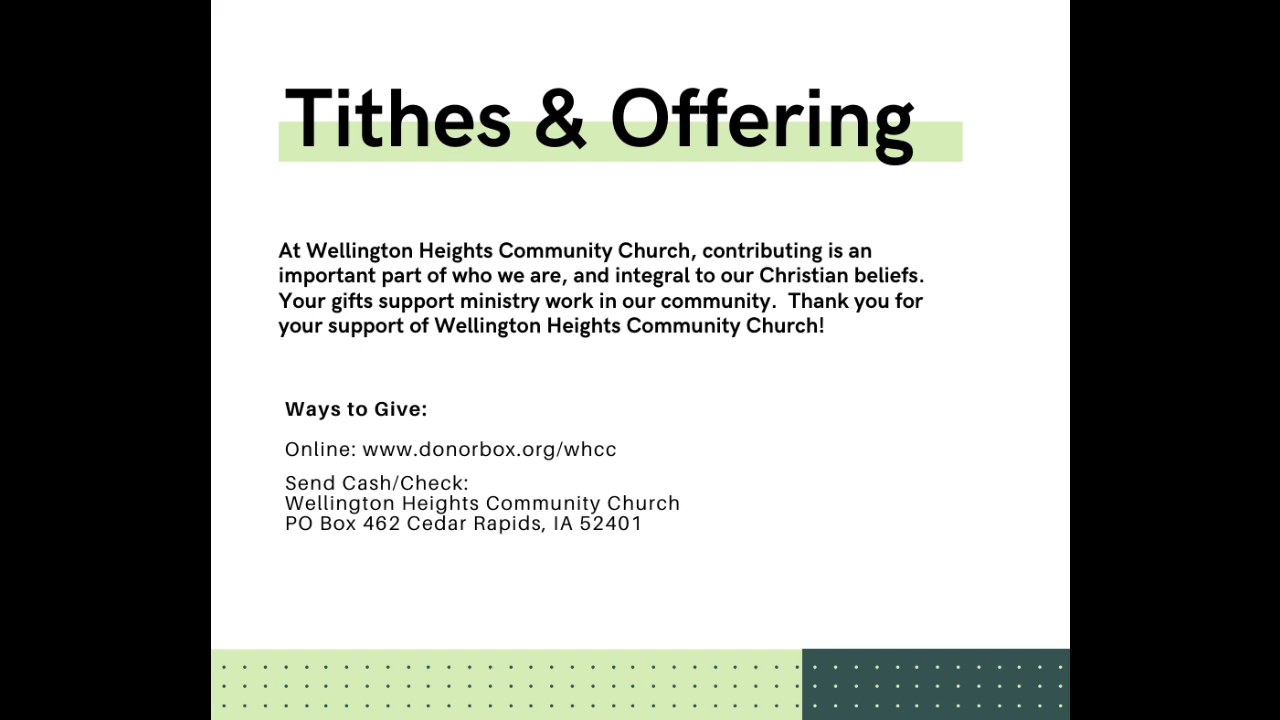 Tithes & Offering
At Wellington Heights Community Church, contributing is an
important part of who we are, and integral to our Christian beliefs.
Your gifts support ministry work in our community.  Thank you for
your support of Wellington Heights Community Church!
Ways to Give:
Online: www.donorbox.org/whcc
Send Cash/Check:
Wellington Heights Community Church
PO Box 462 Cedar Rapids, IA 52401